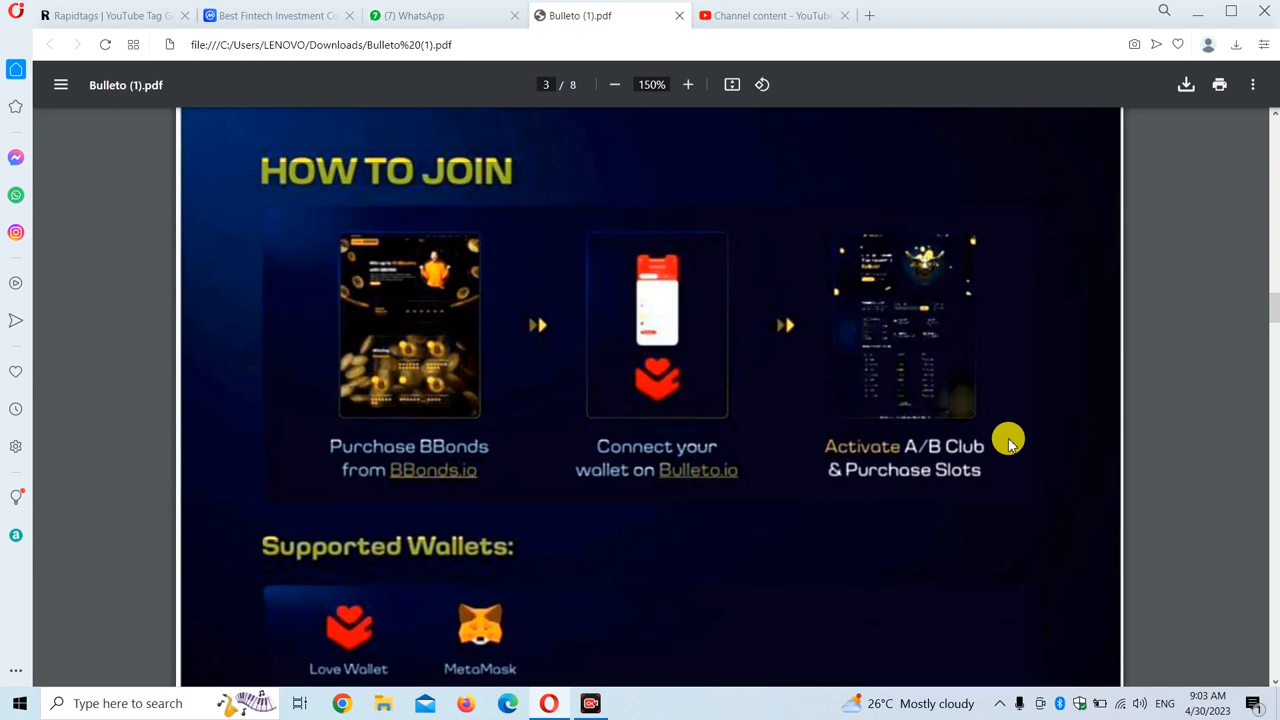 Rapidtags | YouTube Tag G
Best Fintech Investment Co
(7) WhatsApp
Bulleto (1).pdf
Channel content - YouTube
file:///C:/Users/LENOVO/Downloads/Bulleto%20(1).pdf
Bulleto (1).pdf
3 / 8
150%
HOW TO JOIN
Purchase BBonds
from BBonds.io
Connect your
wallet on Bulleto.io
Activate A/B Club
& Purchase Slots
Supported Wallets:
Love Wallet
MetaMask
Type here to search
26°C Mostly cloudy
ENG
9:03 AM
4/30/2023